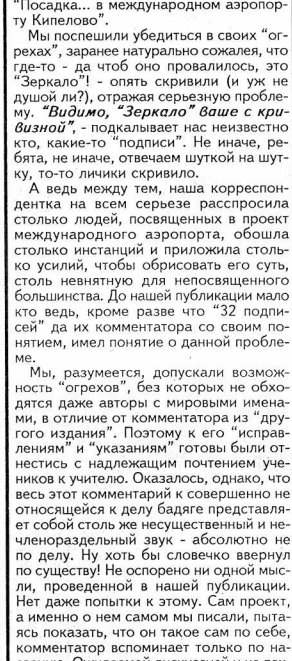 "Посадка... в международном аэропор-
ту Кипелово".
Мы поспешили убедиться в своих "ог-
рехах", заранее натурально сожалея, что
где-то - да чтоб оно провалилось, это
"Зеркало"! - опять скривили (и уж не
душой ли?), отражая серьезную пробле-
му. "Видимо, "Зеркало" ваше с кри-
визной", - подкалывает нас неизвестно
кто, какие-то "подписи". Не иначе, ре-
бята, не иначе, отвечаем шуткой на шут-
ку, то-то личики скривило.
А ведь между тем, наша корреспон-
дентка на всем серьезе расспросила
столько людей, посвященных в проект
международного аэропорта, обошла
столько инстанций и приложила столь-
ко усилий, чтобы обрисовать его суть,
столь невнятную для непосвященного
большинства. До нашей публикации мало
кто ведь, кроме разве что "32 подпи-
сей" да их комментатора со своим по-
нятием, имел понятие о данной пробле-
ме.
Мы, разумеется, допускали возмож-
ность "огрехов", без которых не обхо-
дятся даже авторы с мировыми имена-
ми, в отличие от комментатора из "дру-
гого издания". Поэтому к его "исправ-
лениям" и "указаниям" готовы были от-
нестись с надлежащим почтением уче-
ников к учителю. Оказалось, однако, что
весь этот комментарий к совершенно не
относящейся к делу бадяге представля-
ет собой столь же несущественный и не-
членораздельный звук - абсолютно не
по делу. Ну хоть бы словечко ввернул
по существу! Не оспорено ни одной мыс-
ли, проведенной в нашей публикации.
Нет даже попытки к этому. Сам проект,
а именно о нем самом мы писали, пыта-
ясь показать, что он такое сам по себе,
комментатор вспоминает только по на-